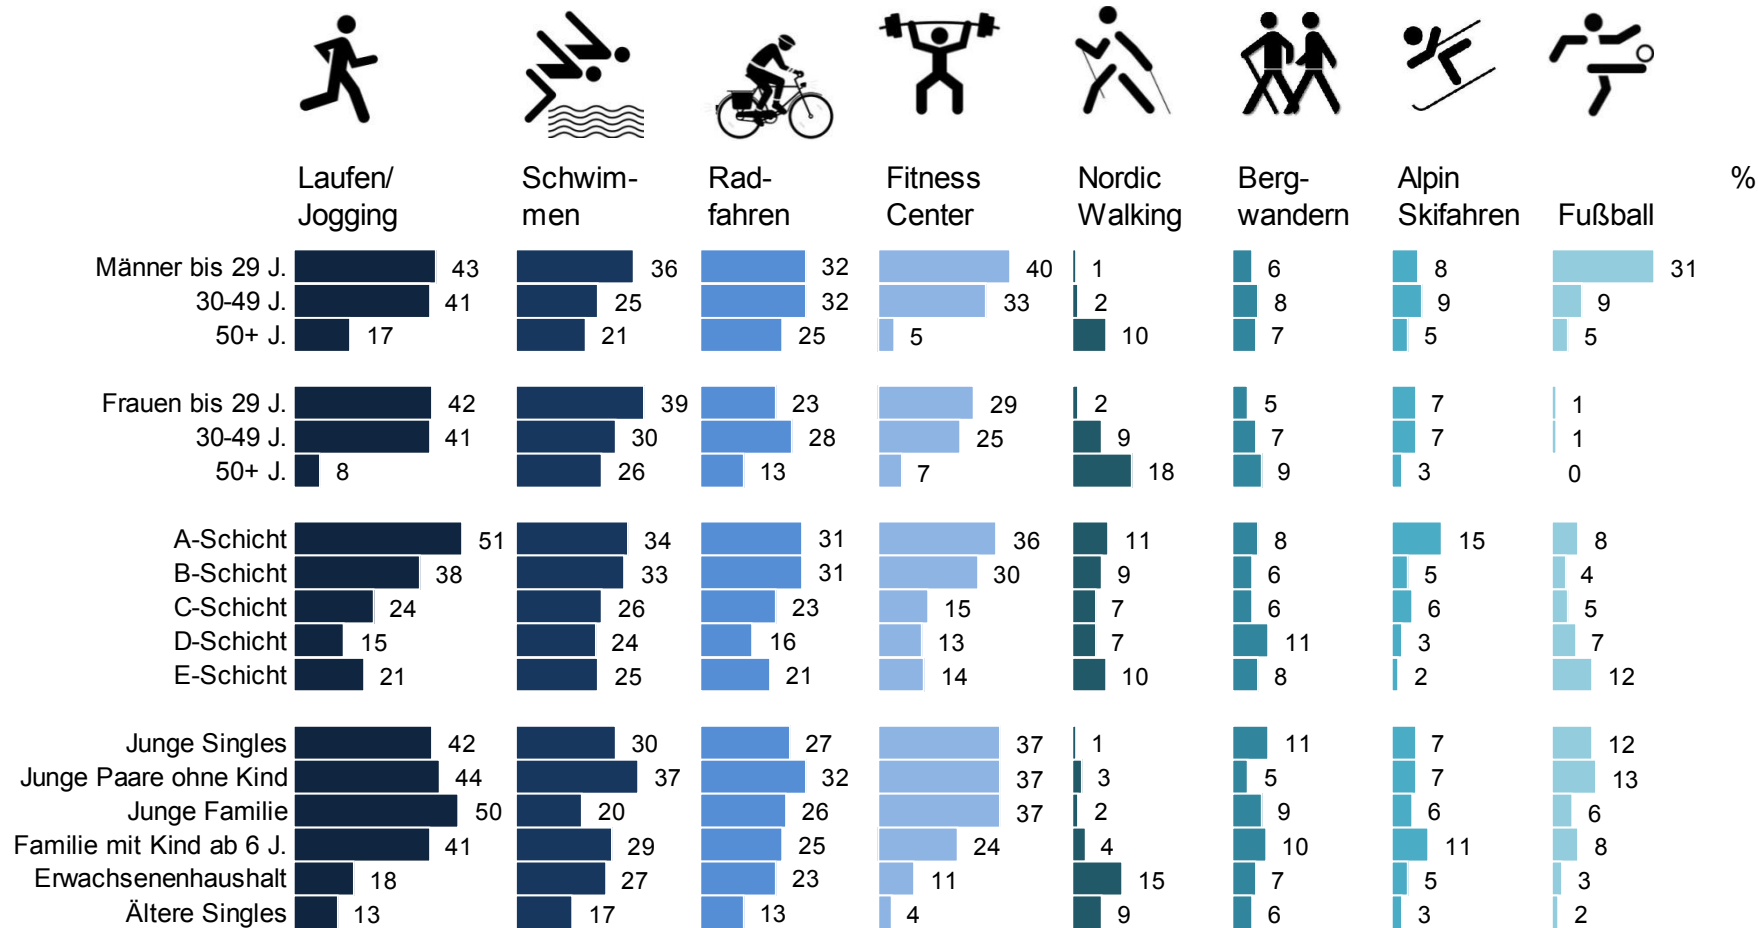 Laufen/
Jogging
Schwim-
men
Rad-
fahren
Fitness
Center
Nordic
Walking
Berg-
wandern
Alpin
Skifahren
Fußball
%
Männer bis 29 J. 43 36 32 40 1 6 8 31
30-49 J. 41 25 32 33 2 8 9 9
50+ J. 17 21 25 5 10 7 5 5
Frauen bis 29 J. 42 39 23 29 2 5 7 1
30-49 J. 41 30 28 25 9 7 7 1
50+ J. 8 26 13 7 18 9 3 0
A-Schicht 51 34 31 36 11 8 15 8
B-Schicht 38 33 31 30 9 6 5 4
C-Schicht 24 26 23 15 7 6 6 5
D-Schicht 15 24 16 13 7 11 3 7
E-Schicht 21 25 21 14 10 8 2 12
Junge Singles 42 30 27 37 1 11 7 12
Junge Paare ohne Kind 44 37 32 37 3 5 7 13
Junge Familie 50 20 26 37 2 9 6 6
Familie mit Kind ab 6 J. 41 29 25 24 4 10 11 8
Erwachsenenhaushalt 18 27 23 11 15 7 5 3
Ältere Singles 13 17 13 4 9 6 3 2